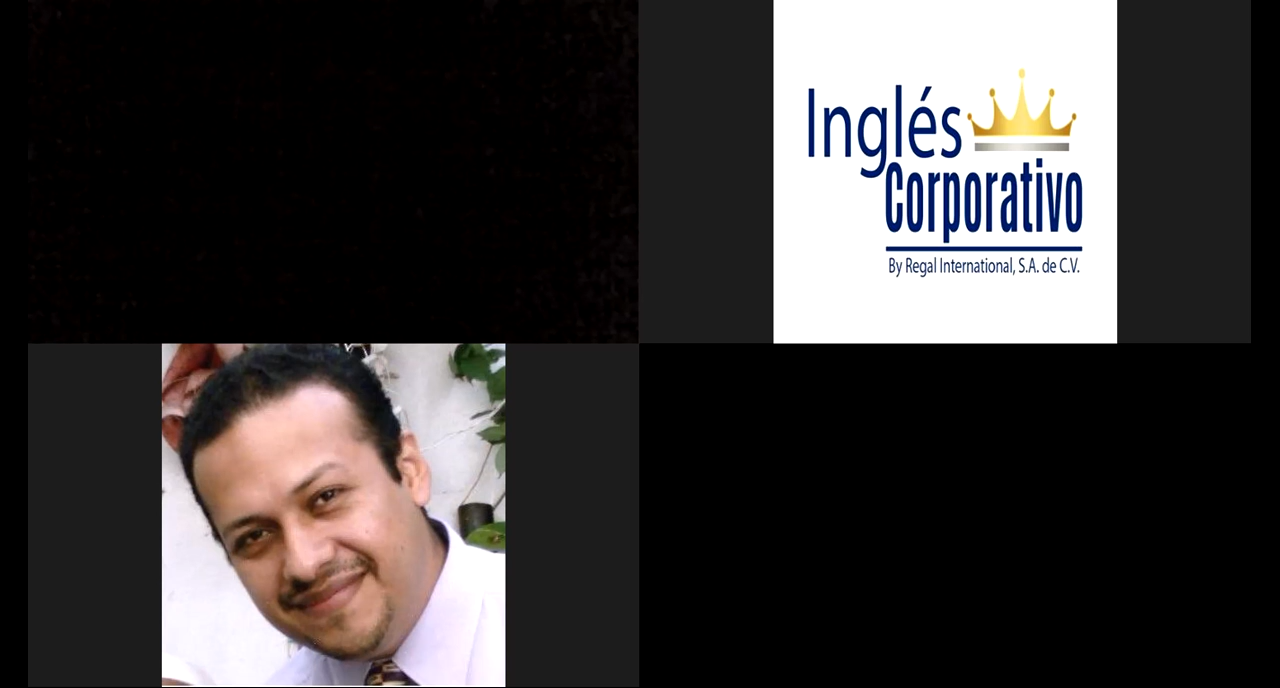 Inglés
Corporativo
By Regal International, S.A. de C.V.